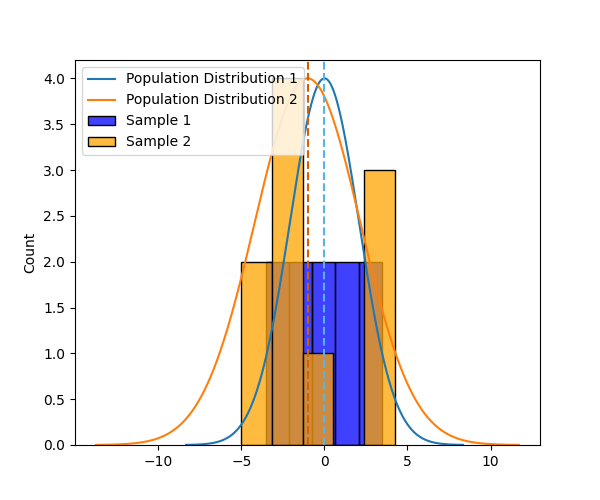 Population Distribution 1
Population Distribution 2
Sample 1
Sample 2
Count
4.0
3.5
3.0
2.5
2.0
1.5
1.0
0.5
0.0
−10 −5 0 5 10